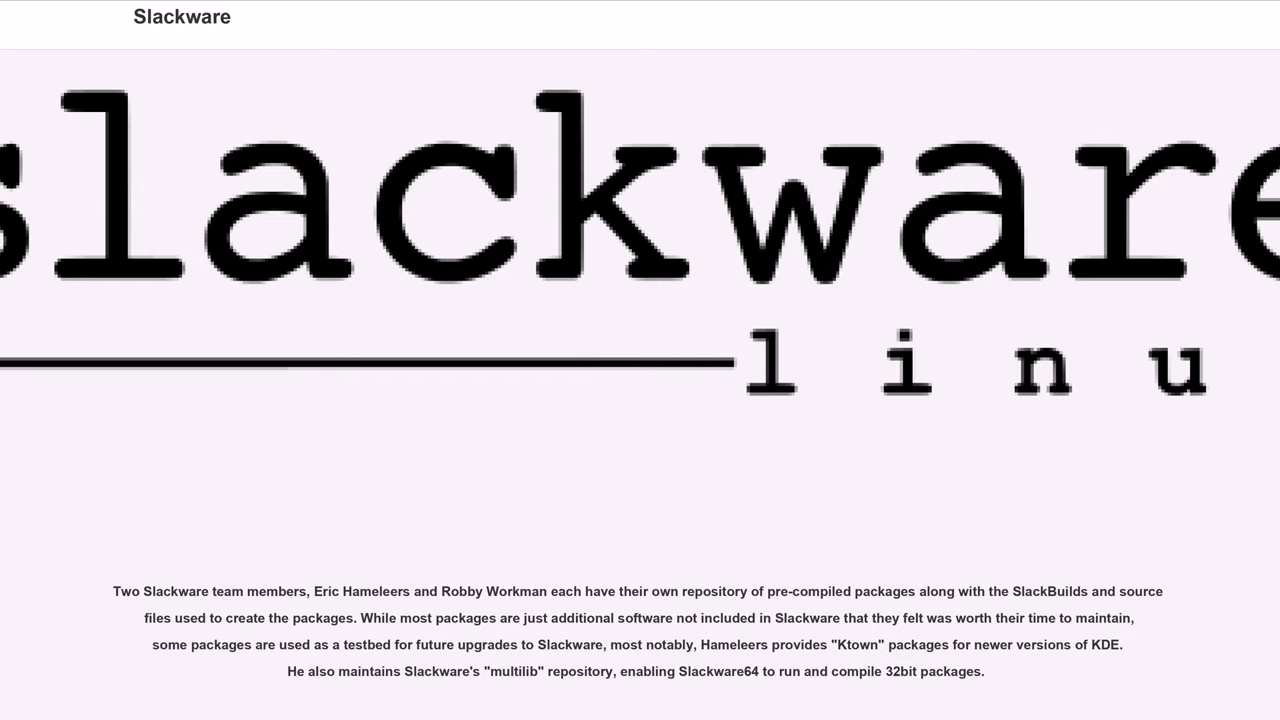 Slackware
slackware
linu
Two Slackware team members, Eric Hameleers and Robby Workman each have their own repository of pre-compiled packages along with the SlackBuilds and source
files used to create the packages. While most packages are just additional software not included in Slackware that they felt was worth their time to maintain,
some packages are used as a testbed for future upgrades to Slackware, most notably, Hameleers provides "Ktown" packages for newer versions of KDE.
He also maintains Slackware's "multilib" repository, enabling Slackware64 to run and compile 32bit packages.